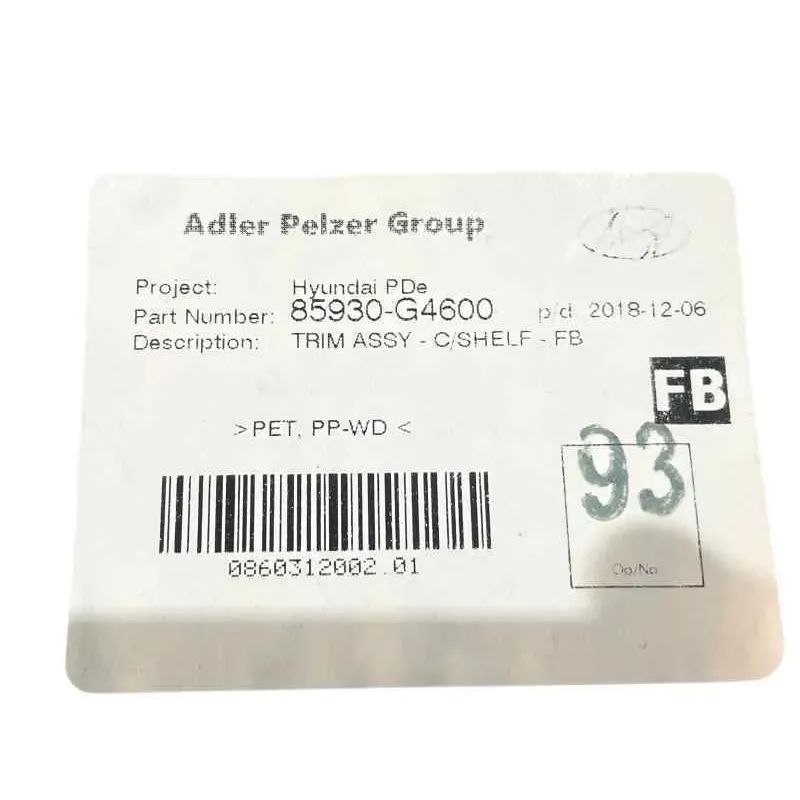 Adler Pelzer Group
Project: Hyundai PDe
Part Number: 85930-G4600 p/d: 2018-12-06
Description: TRIM ASSY - C/SHELF - FB
FB
>PET, PP-WD <
93
0860312002.01
Op/No